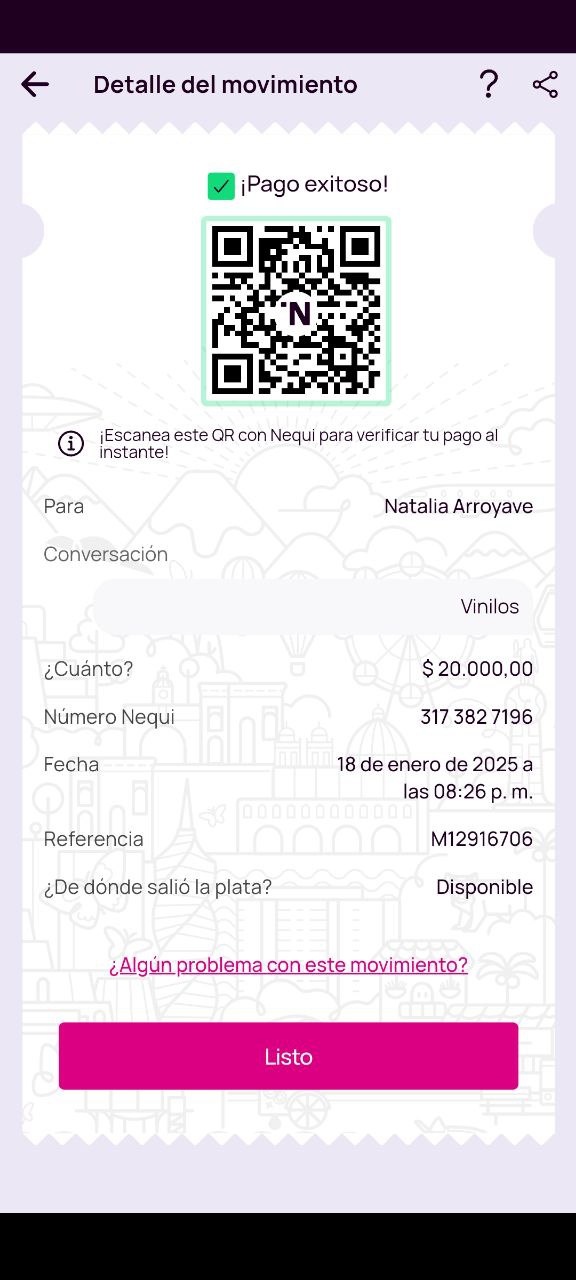 Detalle del movimiento
¡Pago exitoso!
N
¡Escanea este QR con Nequi para verificar tu pago al
instante!
Para Natalia Arroyave
Conversación
Vinilos
¿Cuánto? $ 20.000,00
Número Nequi 317 382 7196
Fecha 18 de enero de 2025 a
las 08:26 p. m.
Referencia M12916706
¿De dónde salió la plata? Disponible
¿Algún problema con este movimiento?
Listo